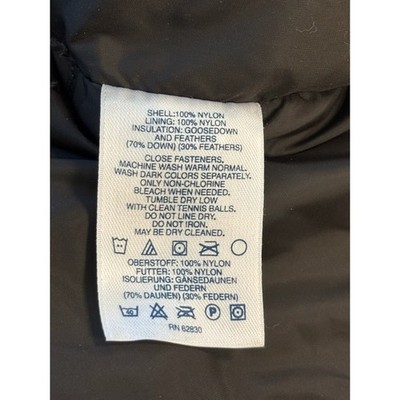 SHELL:100% NYLON
LINING: 100% NYLON
INSULATION: GOOSEDOWN
AND FEATHERS
(70% DOWN) (30% FEATHERS)
CLOSE FASTENERS.
MACHINE WASH WARM NORMAL.
WASH DARK COLORS SEPARATELY.
ONLY NON-CHLORINE
BLEACH WHEN NEEDED.
TUMBLE DRY LOW
WITH CLEAN TENNIS BALLS.
DO NOT LINE DRY.
DO NOT IRON.
MAY BE DRY CLEANED.
OBERSTOFF: 100% NYLON
FUTTER: 100% NYLON
ISOLIERUNG: GÄNSEDAUNEN
UND FEDERN
(70% DAUNEN) (30% FEDERN)
P
RN 62830